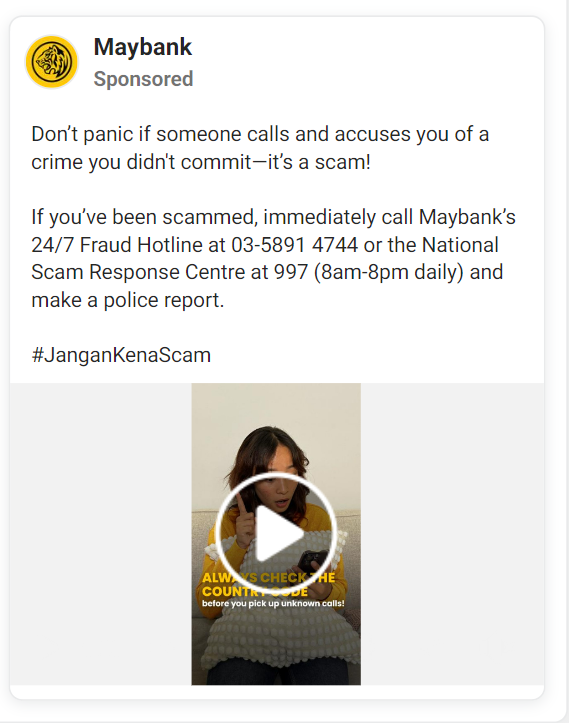 Maybank
Sponsored
Don’t panic if someone calls and accuses you of a
crime you didn't commit—it’s a scam!
If you’ve been scammed, immediately call Maybank’s
24/7 Fraud Hotline at 03-5891 4744 or the National
Scam Response Centre at 997 (8am-8pm daily) and
make a police report.
#JanganKenaScam
ALWAYS CHECK THE
COUNTRY CODE
before you pick up unknown calls!